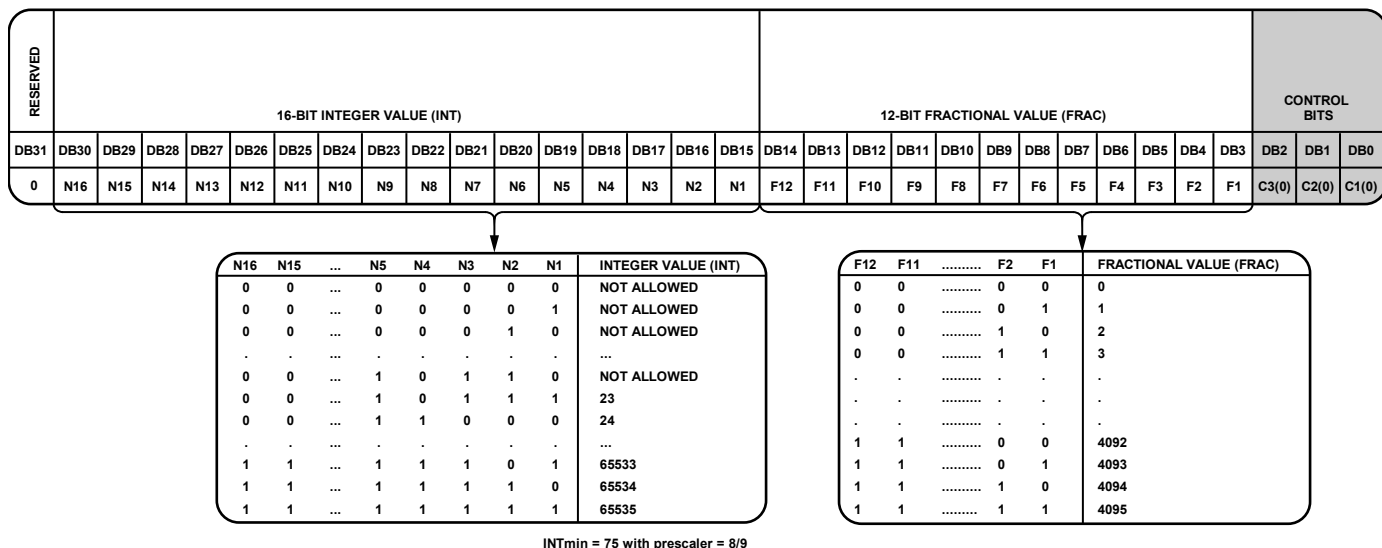 RESERVED
16-BIT INTEGER VALUE (INT)
12-BIT FRACTIONAL VALUE (FRAC)
CONTROL
BITS
DB31 DB30 DB29 DB28 DB27 DB26 DB25 DB24 DB23 DB22 DB21 DB20 DB19 DB18 DB17 DB16 DB15 DB14 DB13 DB12 DB11 DB10 DB9 DB8 DB7 DB6 DB5 DB4 DB3 DB2 DB1 DB0
0 N16 N15 N14 N13 N12 N11 N10 N9 N8 N7 N6 N5 N4 N3 N2 N1 F12 F11 F10 F9 F8 F7 F6 F5 F4 F3 F2 F1 C3(0) C2(0) C1(0)
N16 N15 ... N5 N4 N3 N2 N1 INTEGER VALUE (INT)
0 0 ... 0 0 0 0 0 NOT ALLOWED
0 0 ... 0 0 0 0 1 NOT ALLOWED
0 0 ... 0 0 0 1 0 NOT ALLOWED
. . ... . . . . . ...
0 0 ... 1 0 1 1 0 NOT ALLOWED
0 0 ... 1 0 1 1 1 23
0 0 ... 1 1 0 0 0 24
. . ... . . . . . ...
1 1 ... 1 1 1 0 1 65533
1 1 ... 1 1 1 1 0 65534
1 1 ... 1 1 1 1 1 65535
INTmin = 75 with prescaler = 8/9
F12 F11 .......... F2 F1 FRACTIONAL VALUE (FRAC)
0 0 .......... 0 0 0
0 0 .......... 0 1 1
0 0 .......... 1 0 2
0 0 .......... 1 1 3
. . .......... . . .
. . .......... . . .
. . .......... . . .
1 1 .......... 0 0 4092
1 1 .......... 0 1 4093
1 1 .......... 1 0 4094
1 1 .......... 1 1 4095